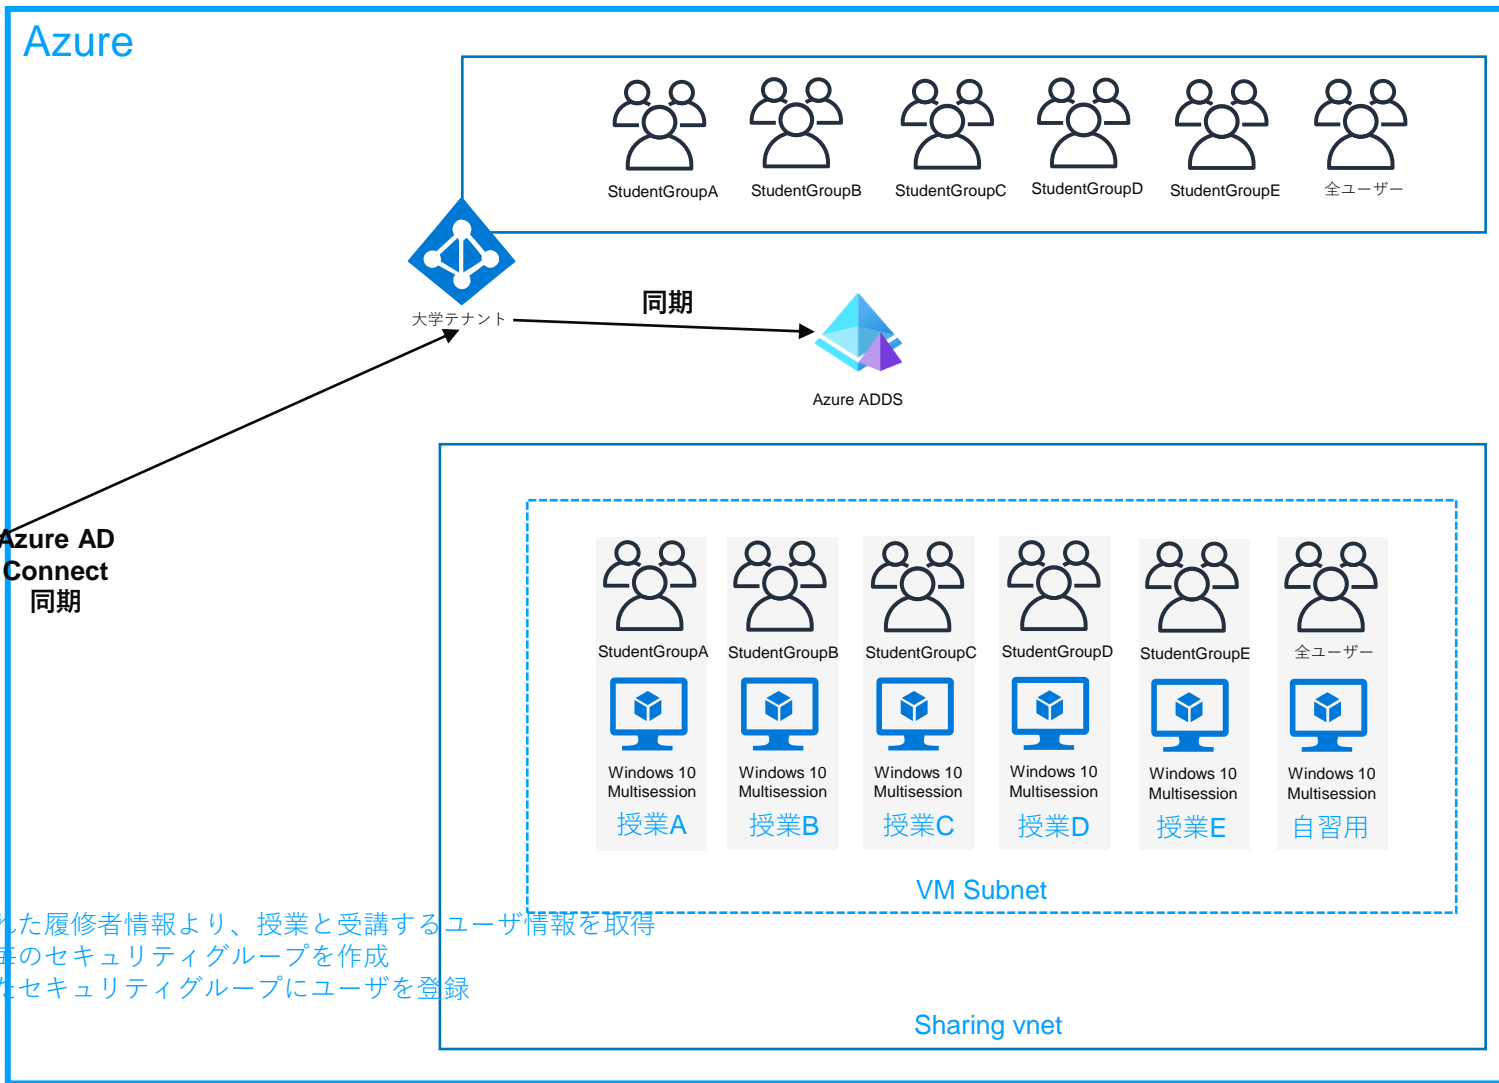 Azure
StudentGroupA
StudentGroupB
StudentGroupC
StudentGroupD
StudentGroupE
全ユーザー
大学テナント
同期
Azure ADDS
Azure AD
Connect
同期
StudentGroupA
StudentGroupB
StudentGroupC
StudentGroupD
StudentGroupE
全ユーザー
Windows 10
Multisession
授業A
Windows 10
Multisession
授業B
Windows 10
Multisession
授業C
Windows 10
Multisession
授業D
Windows 10
Multisession
授業E
Windows 10
Multisession
自習用
VM Subnet
れた履修者情報より、授業と受講するユーザ情報を取得
毎のセキュリティグループを作成
たセキュリティグループにユーザを登録
Sharing vnet